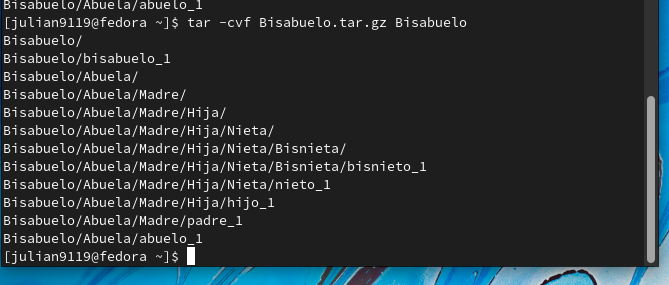 Bisabuelo/Abuela/abuelo_1
[julian9119@fedora ~]$ tar -cvf Bisabuelo.tar.gz Bisabuelo
Bisabuelo/
Bisabuelo/bisabuelo_1
Bisabuelo/Abuela/
Bisabuelo/Abuela/Madre/
Bisabuelo/Abuela/Madre/Hija/
Bisabuelo/Abuela/Madre/Hija/Nieta/
Bisabuelo/Abuela/Madre/Hija/Nieta/Bisnieta/
Bisabuelo/Abuela/Madre/Hija/Nieta/Bisnieta/bisnieto_1
Bisabuelo/Abuela/Madre/Hija/Nieta/nieto_1
Bisabuelo/Abuela/Madre/Hija/hijo_1
Bisabuelo/Abuela/Madre/padre_1
Bisabuelo/Abuela/abuelo_1
[julian9119@fedora ~]$